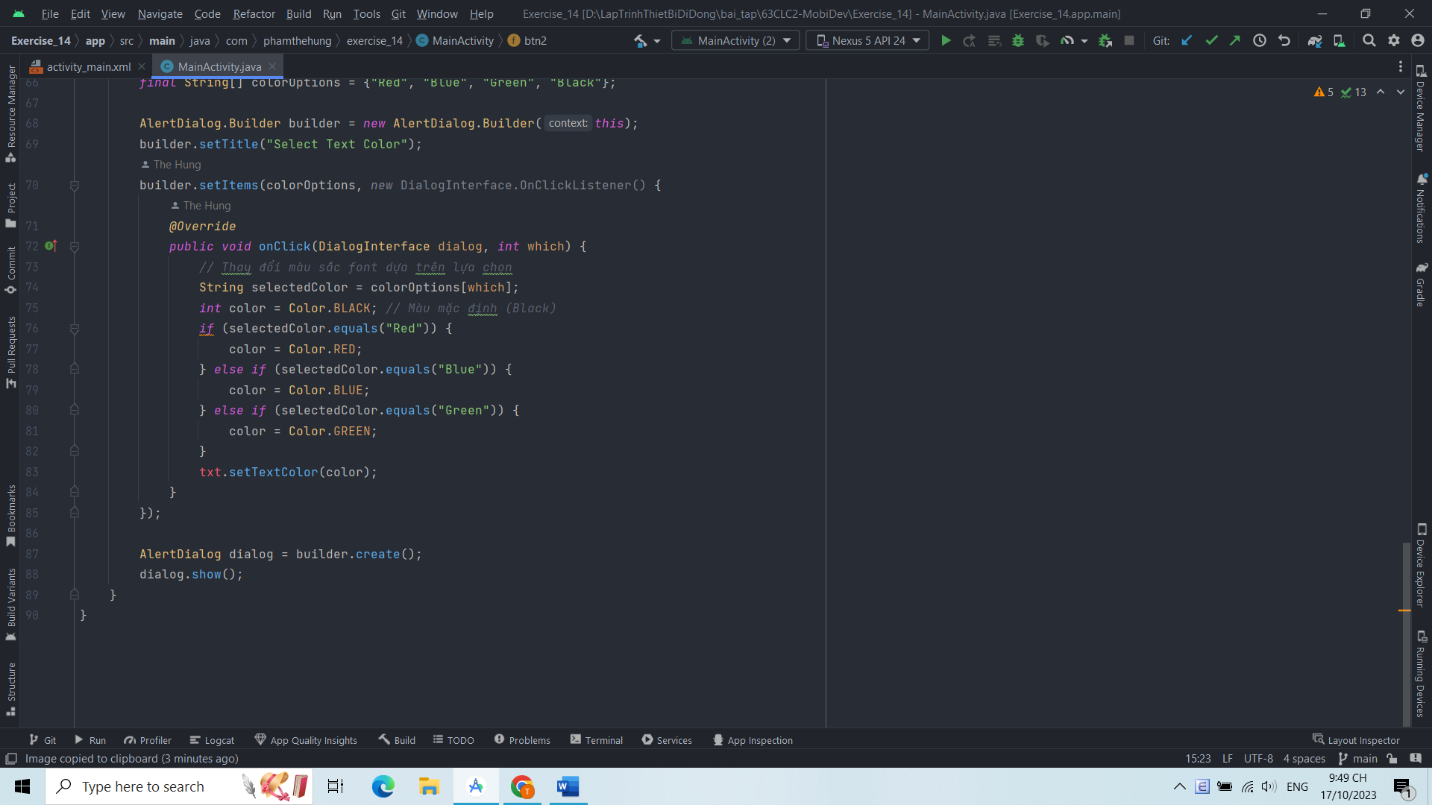 File Edit View Navigate Code Refactor Build Run Tools Git Window Help Exercise_14 [D:\LapTrinhThietBiDiDong\bai_tap\63CLC2-MobiDev\Exercise_14] - MainActivity.java [Exercise_14.app.main]
Exercise_14 app src main java com phamthehung exercise_14 MainActivity btn2 MainActivity (2) Nexus 5 API 24 Git:
activity_main.xml MainActivity.java
66 final String[] colorOptions = {"Red", "Blue", "Green", "Black"};
67 5 13
68 AlertDialog.Builder builder = new AlertDialog.Builder( context: this);
69 builder.setTitle("Select Text Color");
The Hung
70 builder.setItems(colorOptions, new DialogInterface.OnClickListener() {
The Hung
71 @Override
72 public void onClick(DialogInterface dialog, int which) {
73 // Thay đổi màu sắc font dựa trên lựa chọn
74 String selectedColor = colorOptions[which];
75 int color = Color.BLACK; // Màu mặc định (Black)
76 if (selectedColor.equals("Red")) {
77 color = Color.RED;
78 } else if (selectedColor.equals("Blue")) {
79 color = Color.BLUE;
80 } else if (selectedColor.equals("Green")) {
81 color = Color.GREEN;
82 }
83 txt.setTextColor(color);
84 }
85 });
86
87 AlertDialog dialog = builder.create();
88 dialog.show();
89 }
90 }
Resource Manager
Project
Commit
Pull Requests
Bookmarks
Build Variants
Structure
Device Manager
Notifications
Gradle
Device Explorer
Running Devices
Git Run Profiler Logcat App Quality Insights Build TODO Problems Terminal Services App Inspection Layout Inspector
Image copied to clipboard (3 minutes ago) 15:23 LF UTF-8 4 spaces main
Type here to search ENG 9:49 CH
17/10/2023 1